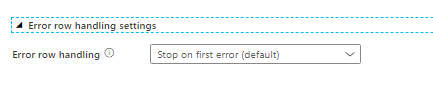 Error row handling settings
Error row handling
Stop on first error (default)